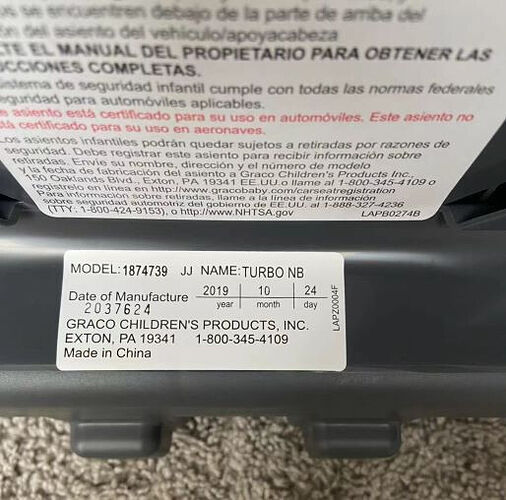 se encuentren debajo de la parte de arriba del
ón del asiento del vehículo/apoyacabeza
TE EL MANUAL DEL PROPIETARIO PARA OBTENER LAS
UCCIONES COMPLETAS.
sistema de seguridad infantil cumple con todas las normas federales
eguridad para automóviles aplicables.
e asiento está certificado para su uso en automóviles. Este asiento no
stá certificado para su uso en aeronaves.
Los asientos infantiles podrán quedar sujetos a retiradas por razones de
seguridad. Debe registrar este asiento para recibir información sobre
retiradas. Envíe su nombre, dirección y el número de modelo
y la fecha de fabricación del asiento a Graco Children's Products Inc.,
150 Oaklands Blvd., Exton, PA 19341 EE.UU.o llame al 1-800-345-4109 o
regístrelo en línea en http://www.gracobaby.com/carseatregistration
Para información sobre retiradas, llame a la línea de información
sobre seguridad automotriz del gobierno de EE.UU. al 1-888-327-4236
(TTY: 1-800-424-9153), o http://www.NHTSA.gov LAPB0274B
MODEL: 1874739 JJ NAME: TURBO NB
Date of Manufacture 2019 10 24
year month day
2037624
GRACO CHILDREN'S PRODUCTS, INC.
EXTON, PA 19341 1-800-345-4109
Made in China
LAPZ0004F